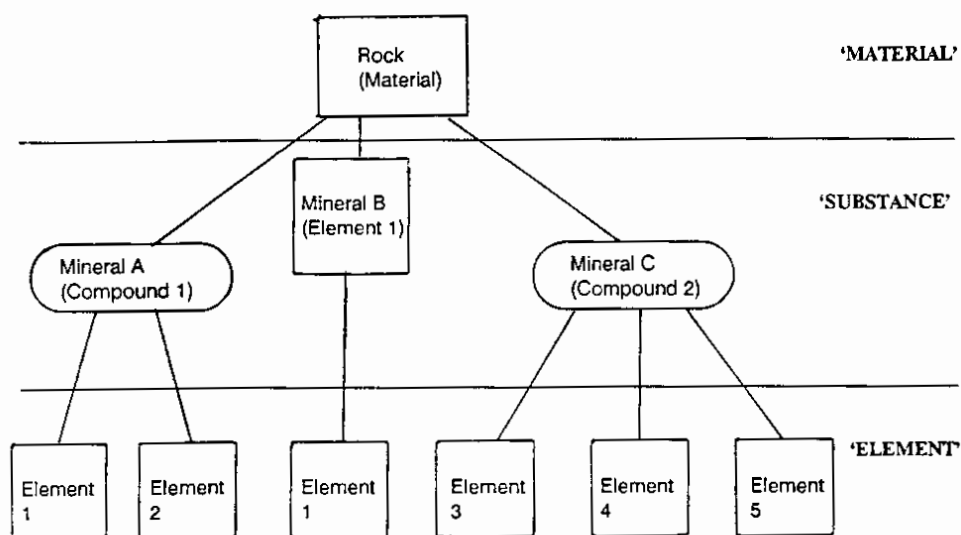 Rock
(Material)
'MATERIAL'
Mineral B
(Element 1)
'SUBSTANCE'
Mineral A
(Compound 1)
Mineral C
(Compound 2)
'ELEMENT'
Element
1
Element
2
Element
1
Element
3
Element
4
Element
5